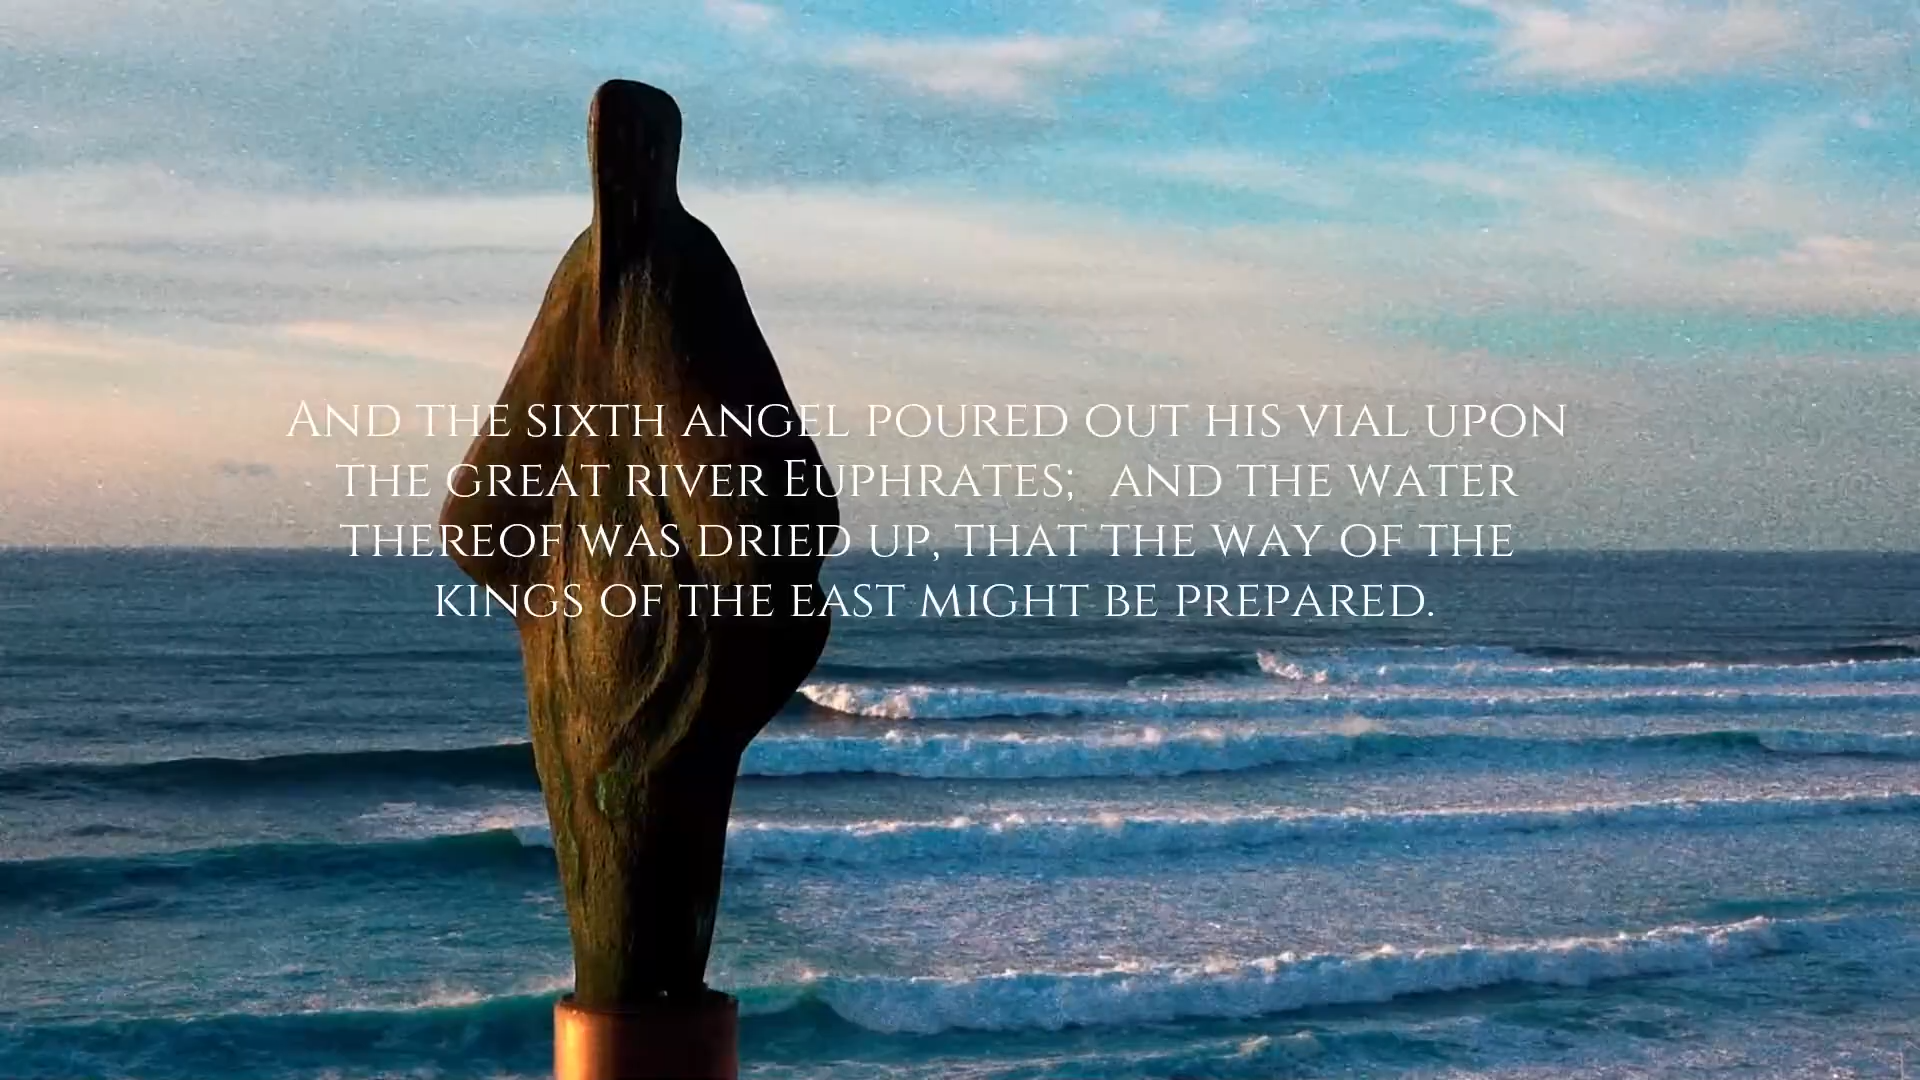 And the sixth angel poured out his vial upon
the great river Euphrates; and the water
thereof was dried up, that the way of the
kings of the east might be prepared.